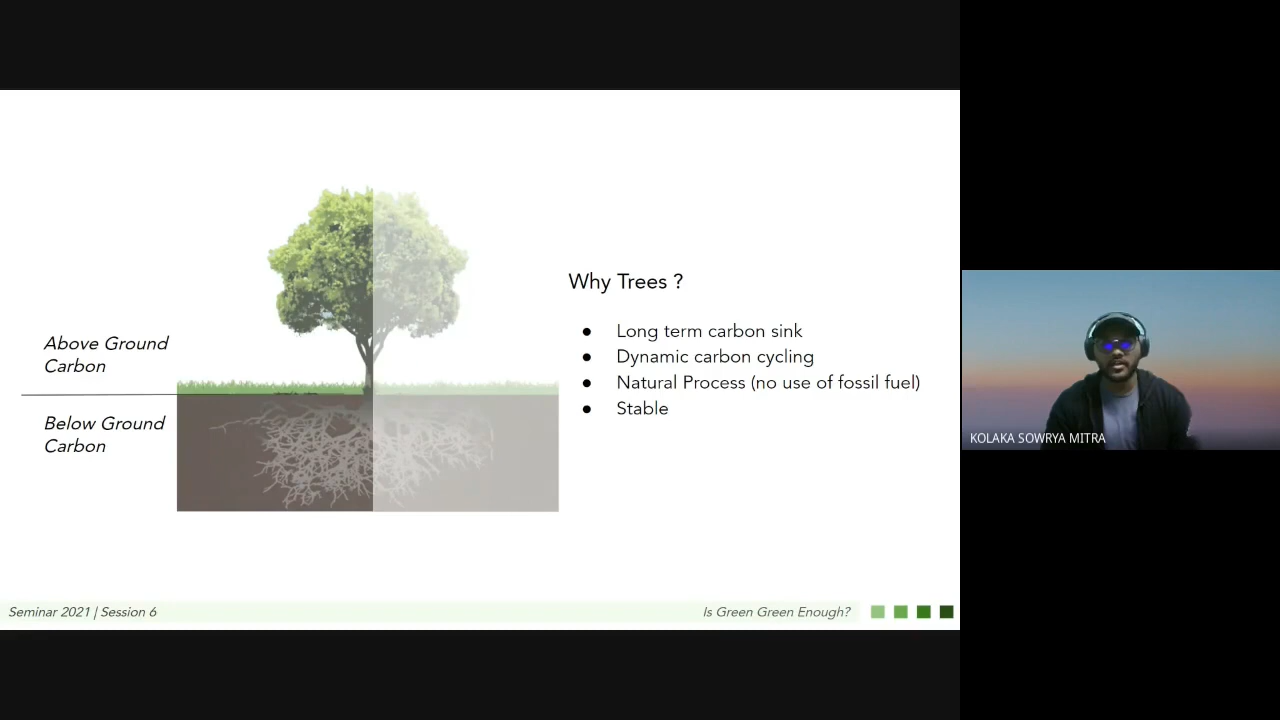 Why Trees ?
● Long term carbon sink
● Dynamic carbon cycling
● Natural Process (no use of fossil fuel)
● Stable
Above Ground
Carbon
Below Ground
Carbon
KOLAKA SOWRYA MITRA
Seminar 2021 | Session 6
Is Green Green Enough?